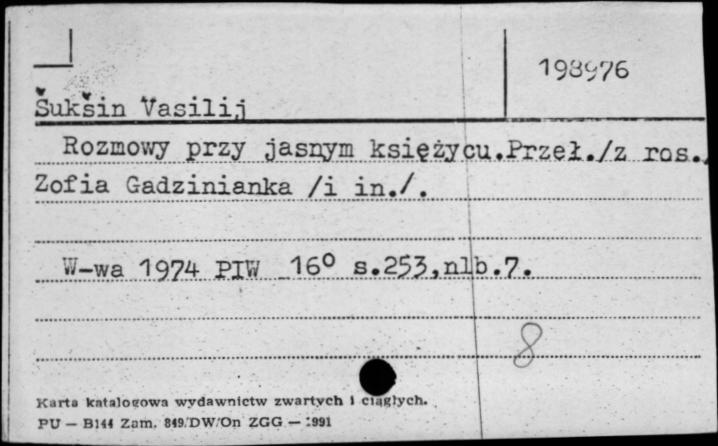 198976
Šukšin Vasilij
Rozmowy przy jasnym księżycu.Przeł./z ros.,
Zofia Gadzinianka /i in./.
W-wa 1974 PIW 16° s.253,nlb.7.
8
Karta katalogowa wydawnictw zwartych i ciągłych.
PU — B144 Zam. 849/DW/On ZGG — 1991